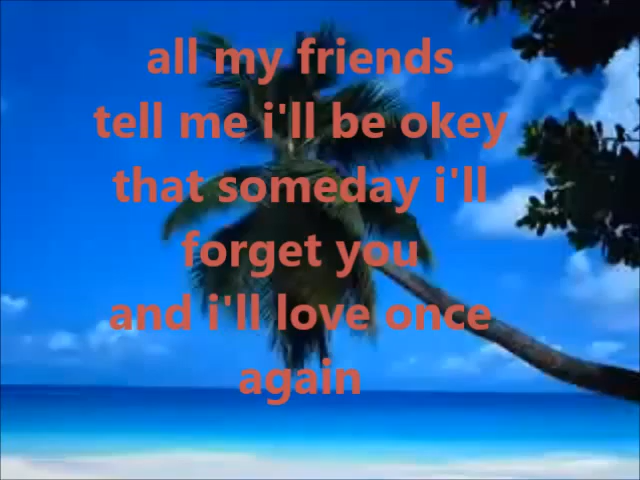 all my friends
tell me i'll be okey
that someday i'll
forget you
and i'll love once
again